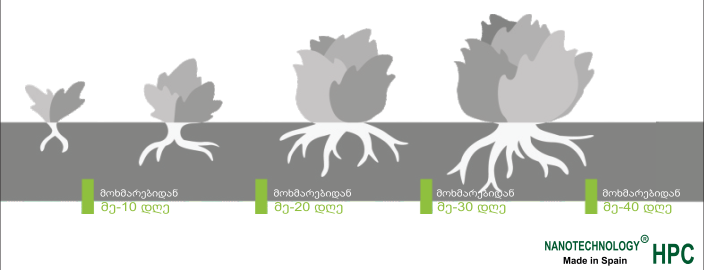 მოხმარებიდან
მე-10 დღე
მოხმარებიდან
მე-20 დღე
მოხმარებიდან
მე-30 დღე
მოხმარებიდან
მე-40 დღე
NANOTECHNOLOGY®
Made in Spain
HPC